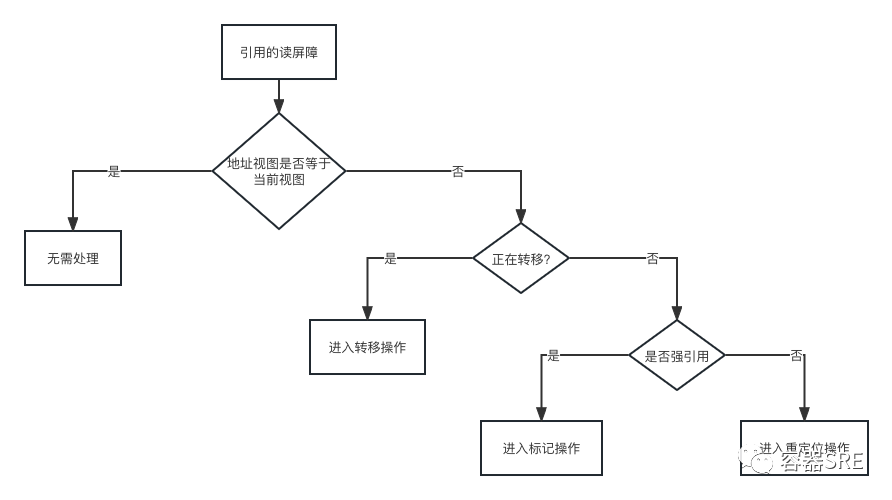 引用的读屏障
地址视图是否等于
当前视图
是
否
无需处理
正在转移?
是
否
进入转移操作
是否强引用
是
否
进入标记操作
进入重定位操作
容器SRE